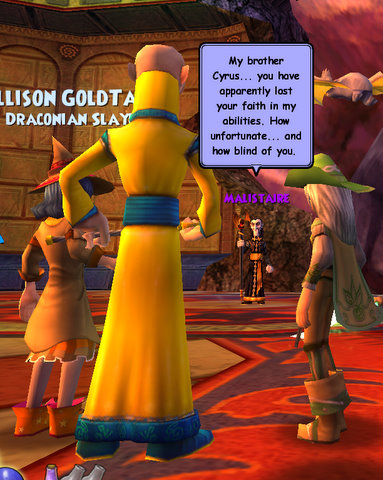 My brother
Cyrus... you have
apparently lost
your faith in my
abilities. How
unfortunate... and
how blind of you.
LLISON GOLDTA
DRACONIAN SLAY
MALISTAIRE